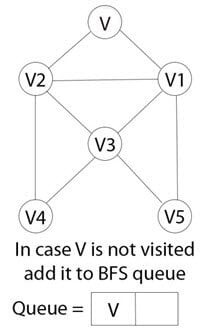 V
V2 V1
V3
V4 V5
In case V is not visited
add it to BFS queue
Queue = V